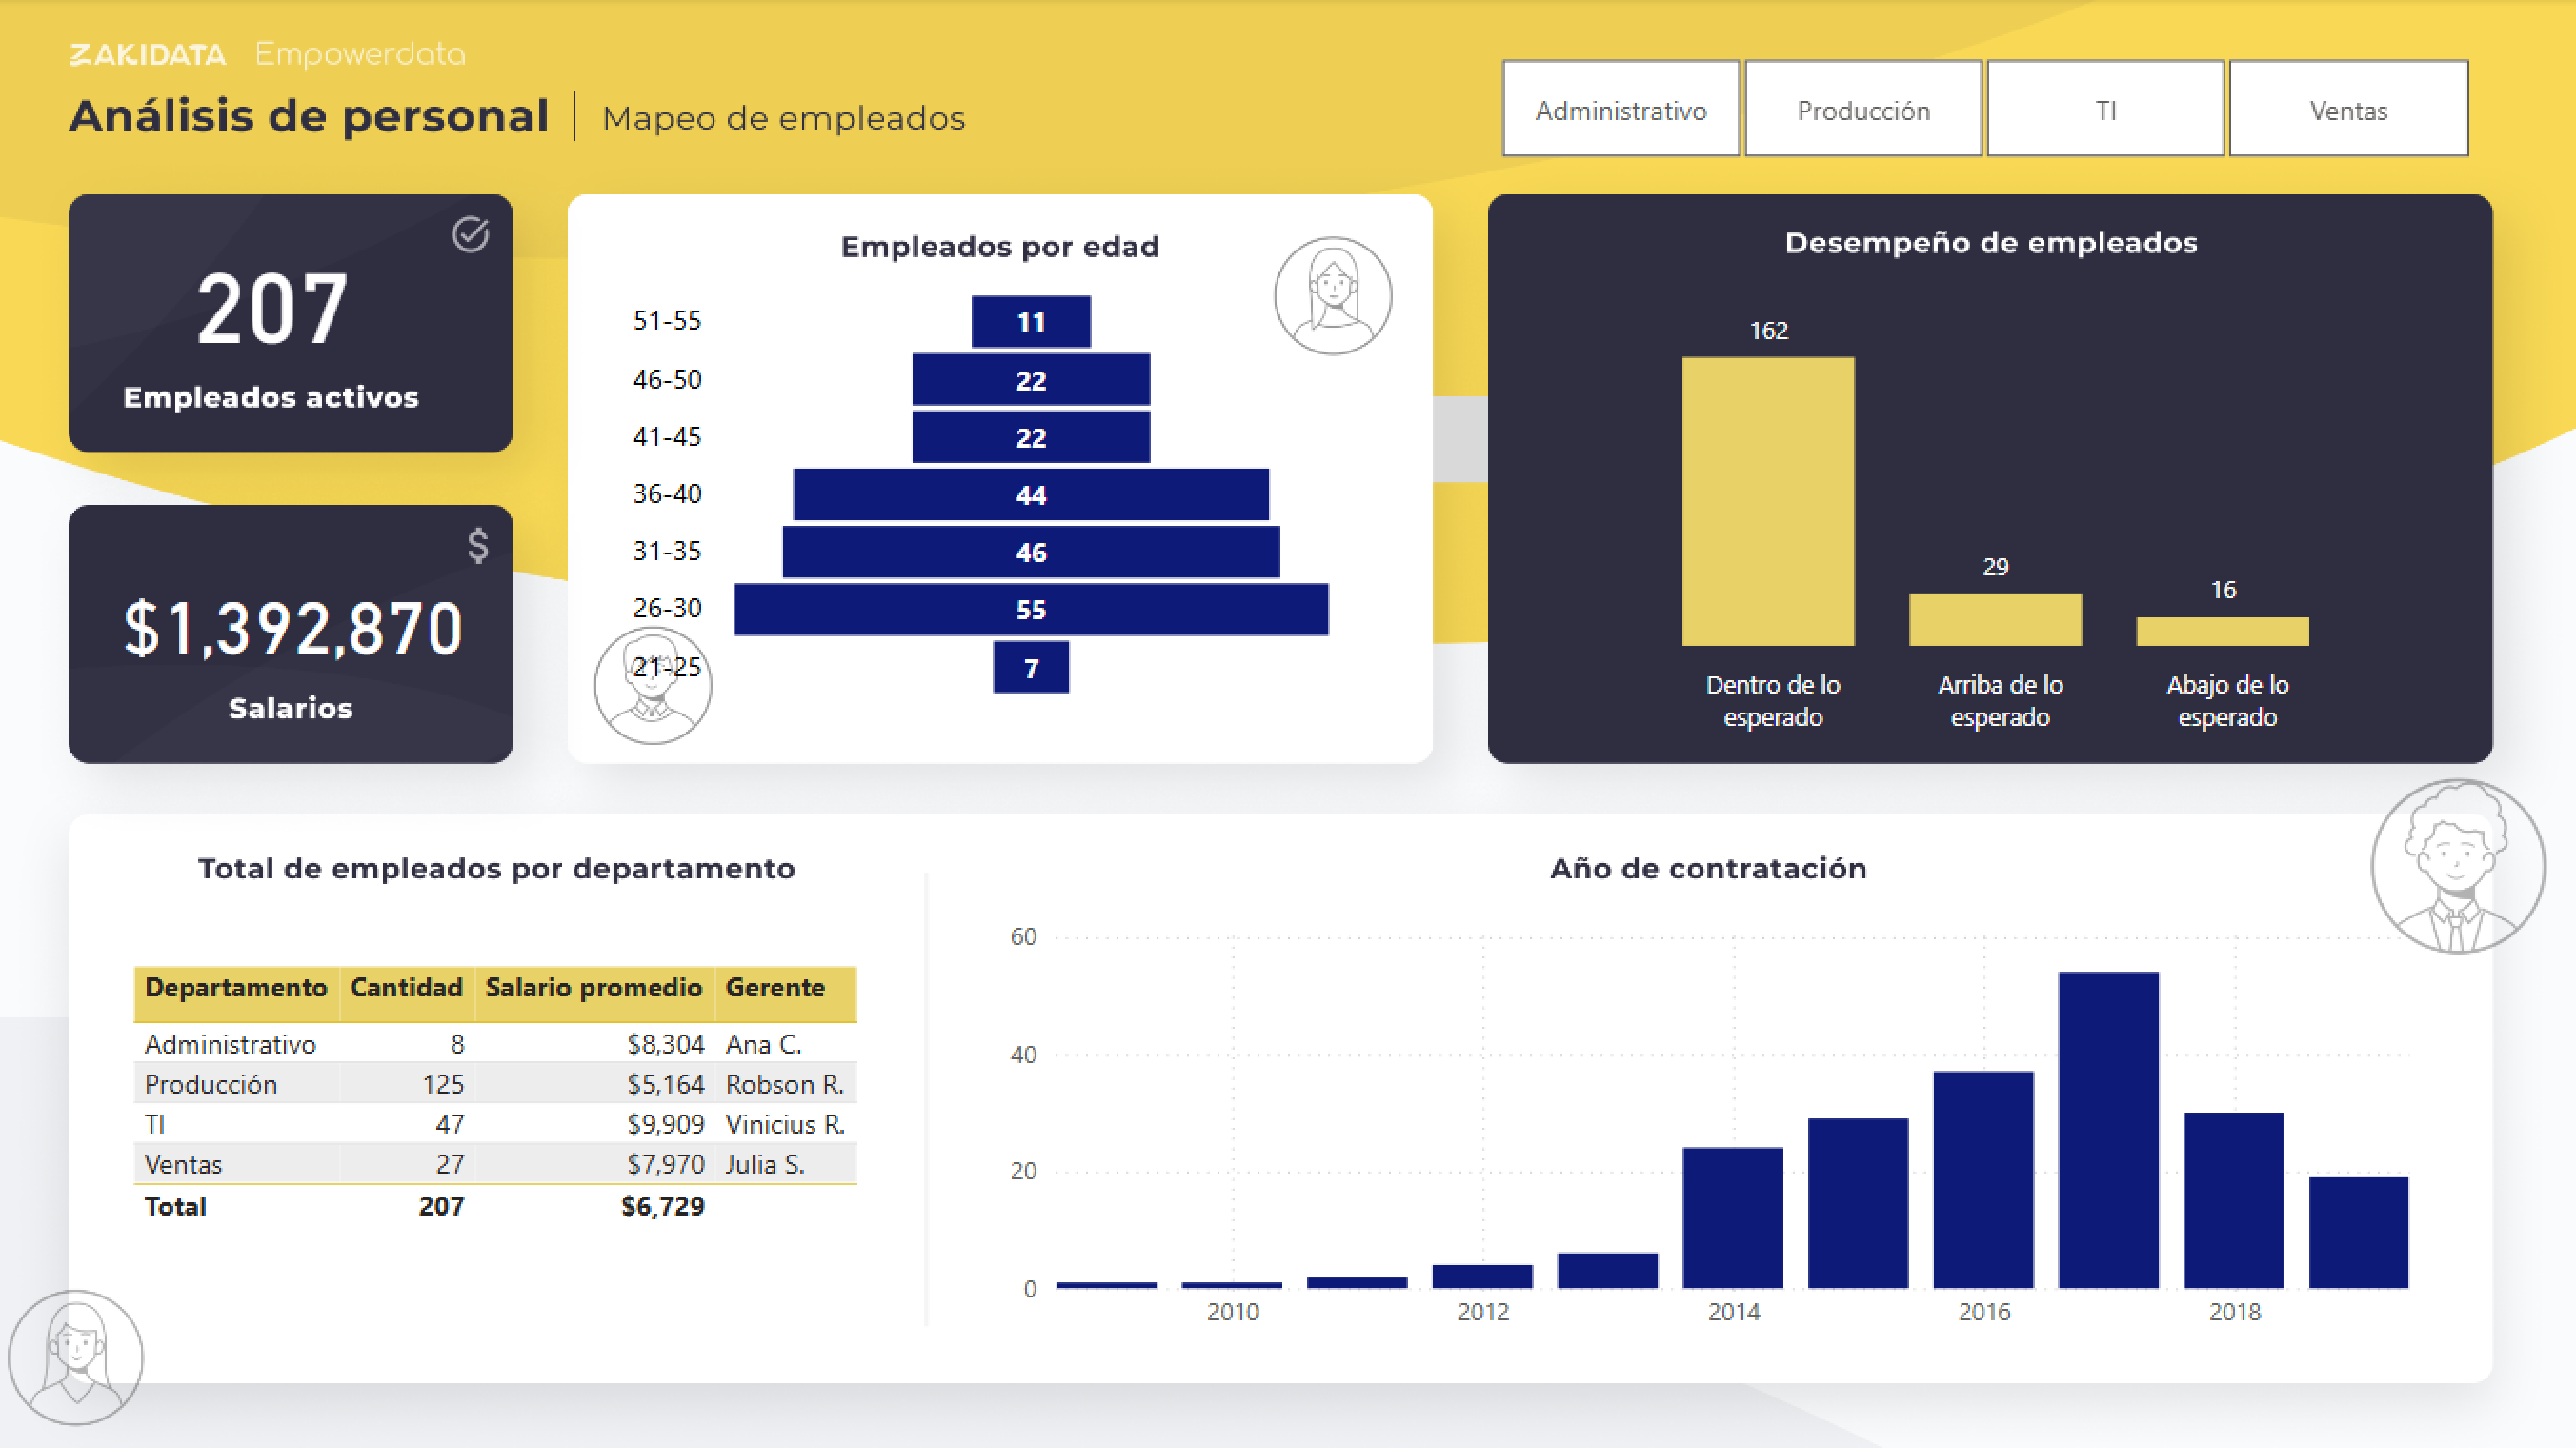 ZAKIDATA Empowerdata
Análisis de personal | Mapeo de empleados
Administrativo Producción TI Ventas
207
Empleados activos
$
$1,392,870
Salarios
Empleados por edad
51-55 11
46-50 22
41-45 22
36-40 44
31-35 46
26-30 55
21-25 7
Desempeño de empleados
162
29
16
Dentro de lo esperado
Arriba de lo esperado
Abajo de lo esperado
Total de empleados por departamento
Departamento Cantidad Salario promedio Gerente
Administrativo 8 $8,304 Ana C.
Producción 125 $5,164 Robson R.
TI 47 $9,909 Vinicius R.
Ventas 27 $7,970 Julia S.
Total 207 $6,729
Año de contratación
60
40
20
0
2010 2012 2014 2016 2018